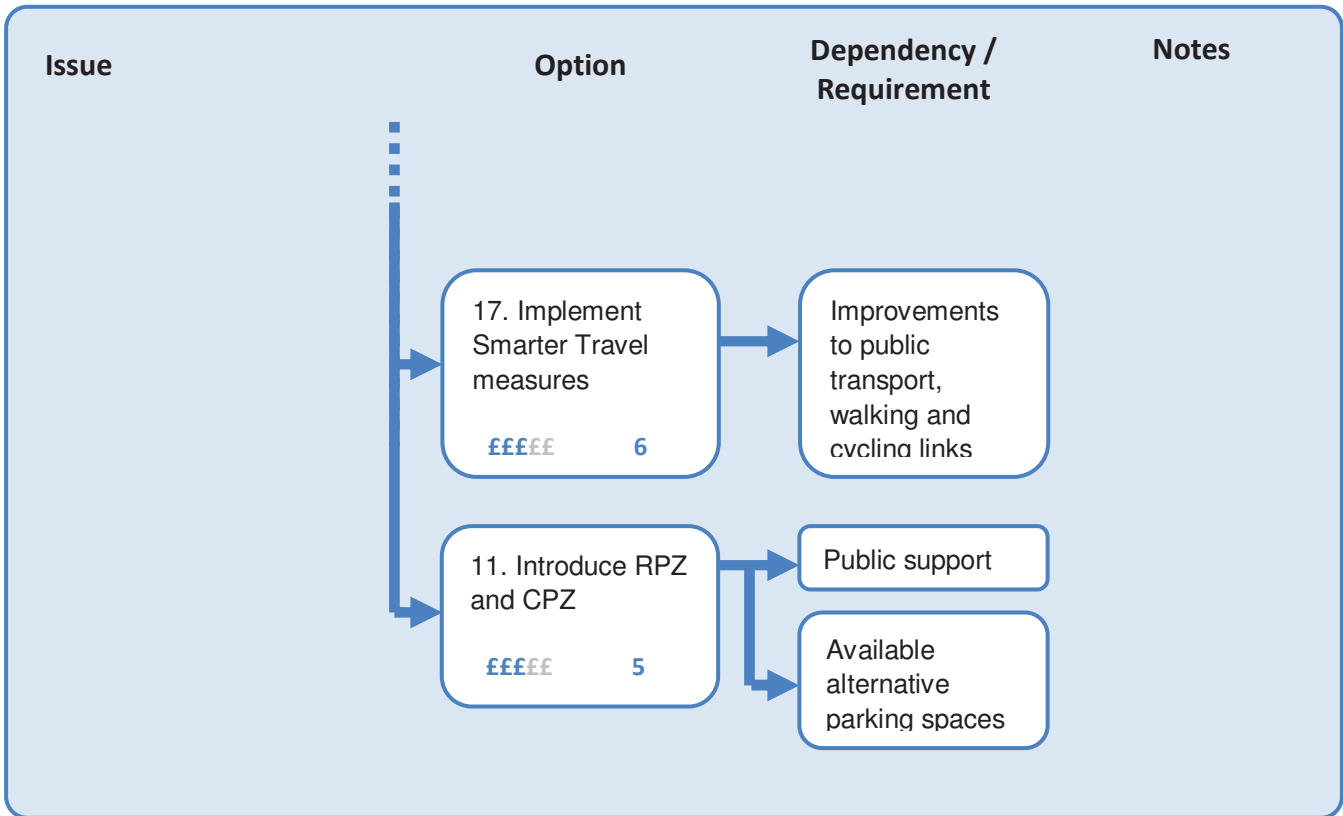 Issue
Option
Dependency /
Requirement
Notes
17. Implement
Smarter Travel
measures
£££££ 6
Improvements
to public
transport,
walking and
cycling links
11. Introduce RPZ
and CPZ
£££££ 5
Public support
Available
alternative
parking spaces